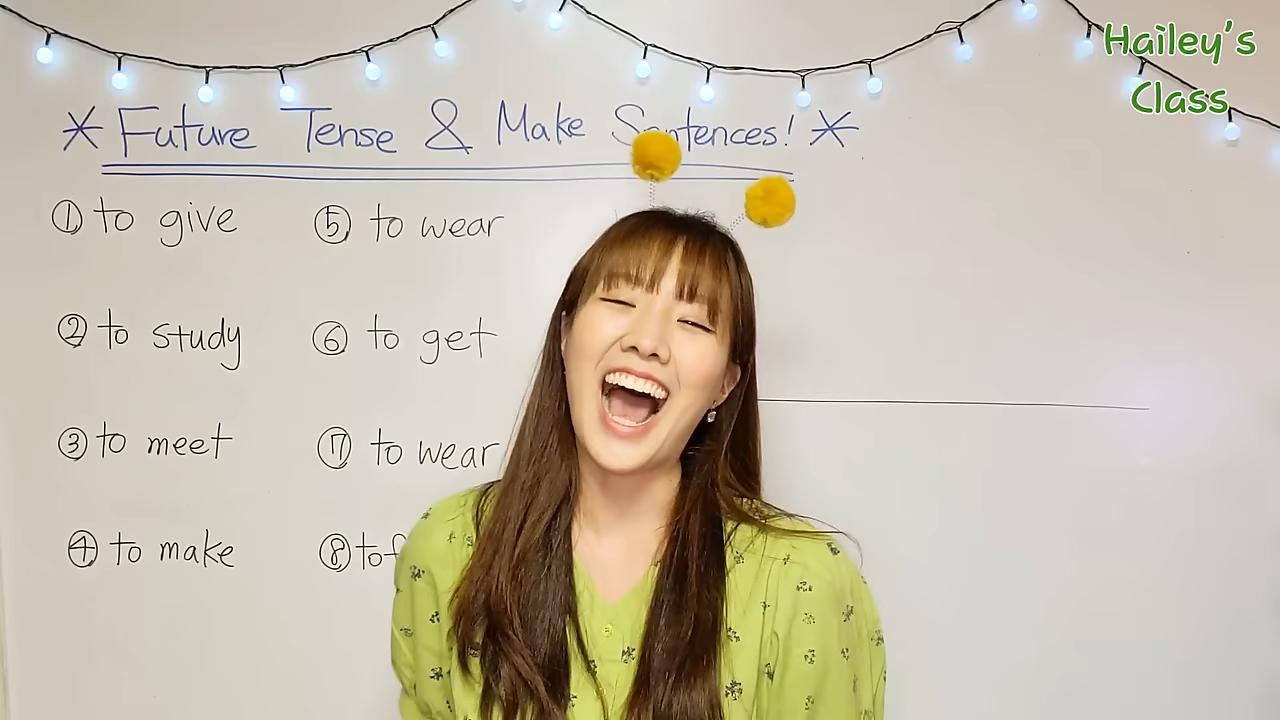 Hailey's
Class
* Future Tense & Make Sentences! *
① to give
② to study
③ to meet
④ to make
⑤ to wear
⑥ to get
⑦ to wear
⑧ to